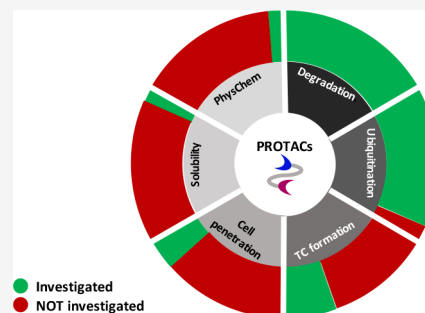 PhysChem
Degradation
Solubility
PROTACs
Ubiquitination
Cell
penetration
TC formation
Investigated
NOT investigated